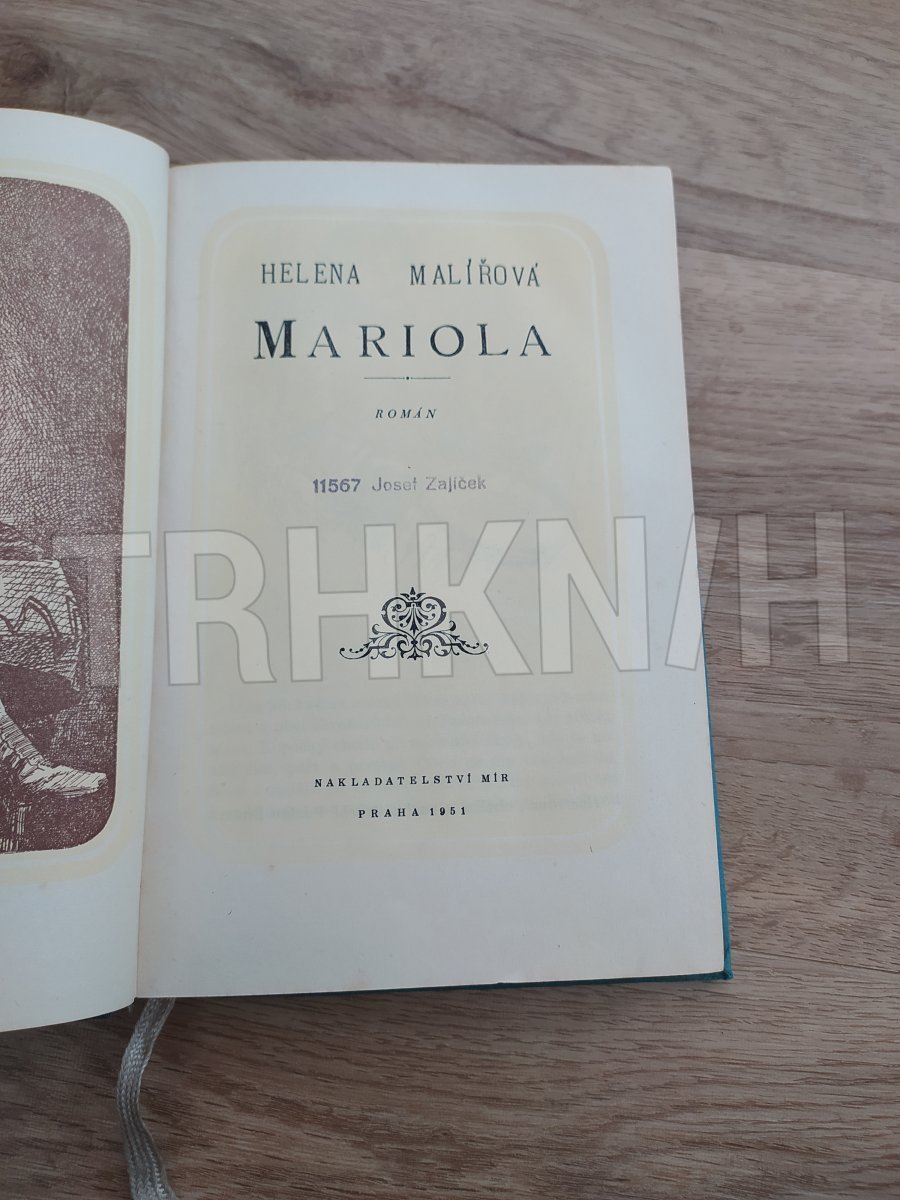 HELENA MALÍŘOVÁ
MARIOLA
ROMÁN
11567 Josef Zajíček
TRHKNIH
NAKLADATELSTVÍ MÍR
PRAHA 1951